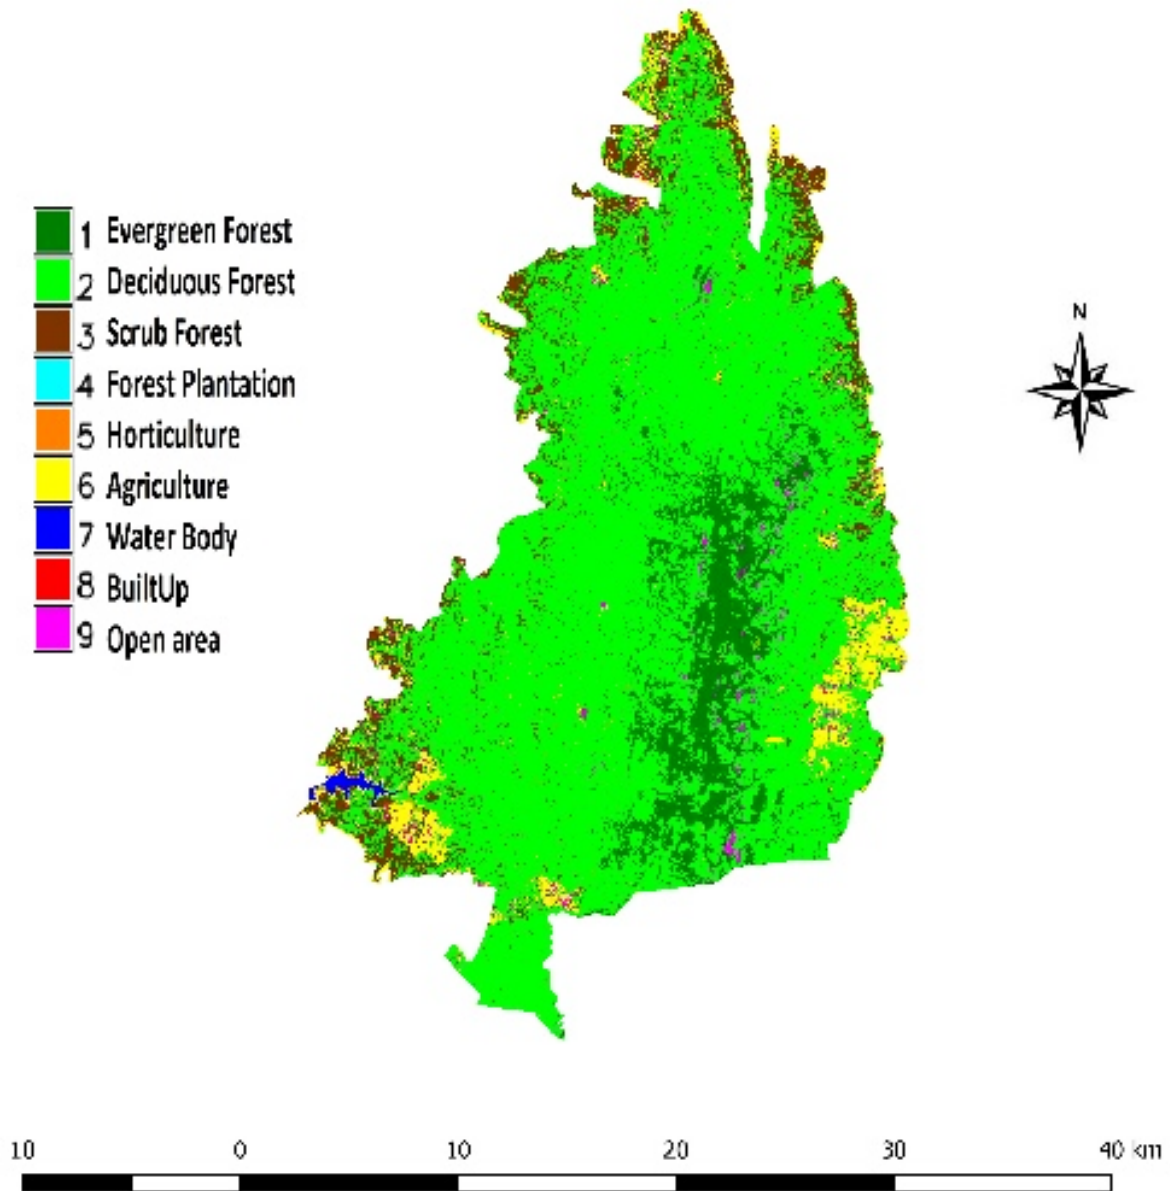 1 Evergreen Forest
2 Deciduous Forest
3 Scrub Forest
4 Forest Plantation
5 Horticulture
6 Agriculture
7 Water Body
8 BuiltUp
9 Open area
N
10 0 10 20 30 40 km